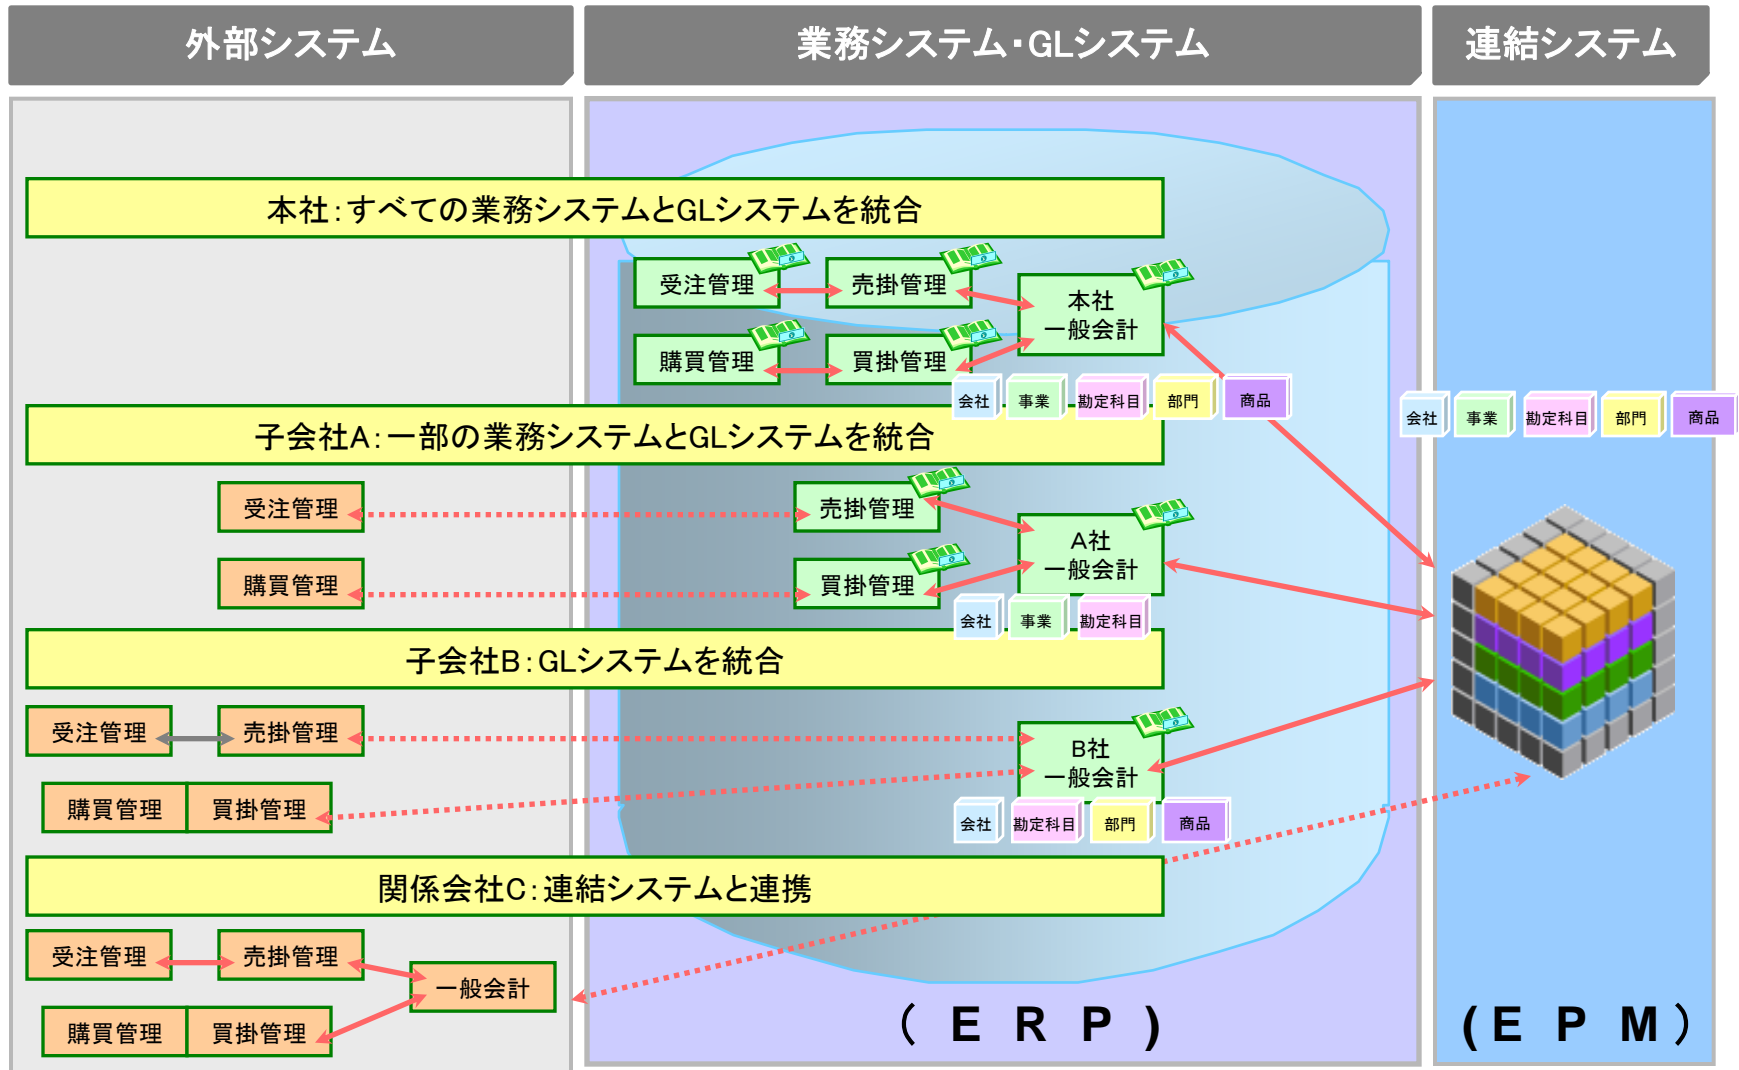 外部システム
業務システム・GLシステム
連結システム
本社：すべての業務システムとGLシステムを統合
受注管理
売掛管理
本社
一般会計
購買管理
買掛管理
会社
事業
勘定科目
部門
商品
会社
事業
勘定科目
部門
商品
子会社A：一部の業務システムとGLシステムを統合
受注管理
売掛管理
A社
一般会計
購買管理
買掛管理
会社
事業
勘定科目
子会社B：GLシステムを統合
受注管理
売掛管理
B社
一般会計
購買管理
買掛管理
会社
勘定科目
部門
商品
関係会社C：連結システムと連携
受注管理
売掛管理
一般会計
購買管理
買掛管理
（ＥＲＰ）
（ＥＰＭ）